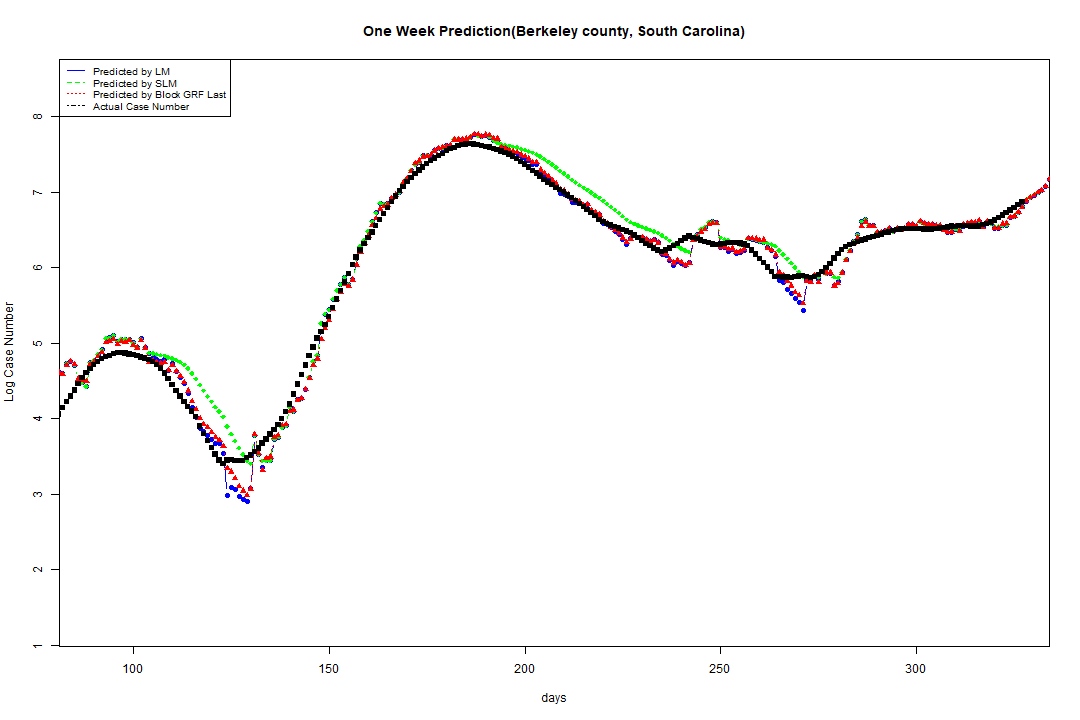 One Week Prediction(Berkeley county, South Carolina)
Predicted by LM
Predicted by SLM
Predicted by Block GRF Last
Actual Case Number
8
7
6
5
4
3
2
1
Log Case Number
100 150 200 250 300
days